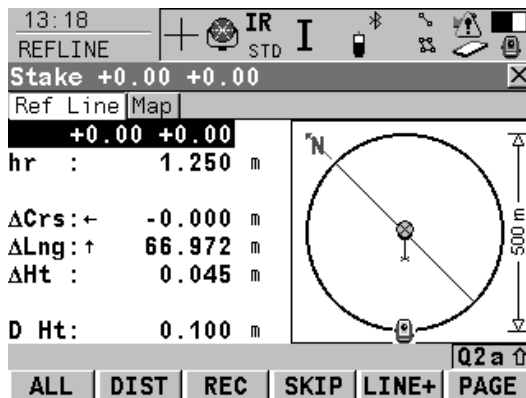 13:18
REFLINE
IR
STD
I
Stake +0.00 +0.00
Ref Line Map
+0.00 +0.00
hr : 1.250 m
ΔCrs:← -0.000 m
ΔLng:↑ 66.972 m
ΔHt : 0.045 m
D Ht: 0.100 m
N
500 m
Q2a⇧
ALL DIST REC SKIP LINE+ PAGE